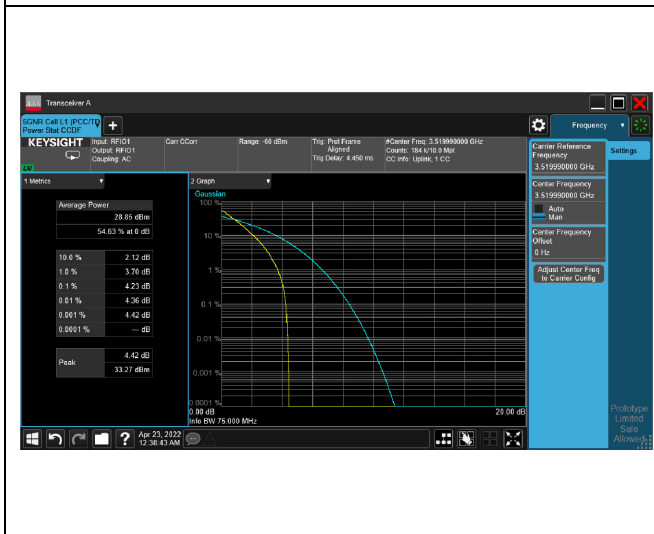 Transceiver A
5GNR Cell L1 (PCC/TD
Power Stat CCDF
Frequency
KEYSIGHT
Input: RFIO1
Output: RFIO1
Coupling: AC
Corr CCorr
Range: -60 dBm
Trig: Pref Frame
Aligned
Trig Delay: 4.450 ms
#Center Freq: 3.519990000 GHz
Counts: 184 k/10.0 Mpt
CC Info: Uplink, 1 CC
Carrier Reference
Frequency
3.519990000 GHz
Settings
1 Metrics
2 Graph
Gaussian
Average Power
28.85 dBm
54.63 % at 0 dB
10.0 % 2.12 dB
1.0 % 3.70 dB
0.1 % 4.23 dB
0.01 % 4.36 dB
0.001 % 4.42 dB
0.0001 % --- dB
Peak
4.42 dB
33.27 dBm
100 %
10 %
1 %
0.1 %
0.01 %
0.001 %
0.0001 %
0.00 dB
20.00 dB
Info BW 75.000 MHz
Center Frequency
3.519990000 GHz
Auto
Man
Center Frequency
Offset
0 Hz
Adjust Center Freq
to Carrier Config
Prototype
Limited
Sale
Allowed
?
Apr 23, 2022
12:38:43 AM